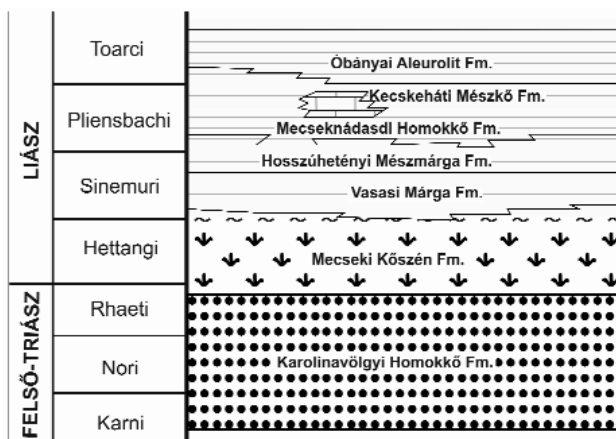 LIÁSZ
Toarci
Óbányai Aleurolit Fm.
Kecskeháti Mészkő Fm.
Pliensbachi
Mecseknádasdi Homokkő Fm.
Hosszúhetényi Mészmárga Fm.
Sinemuri
Vasasi Márga Fm.
Hettangi
Mecseki Kőszén Fm.
FELSŐ-TRIÁSZ
Rhaeti
Nori
Karolinavölgyi Homokkő Fm.
Karni